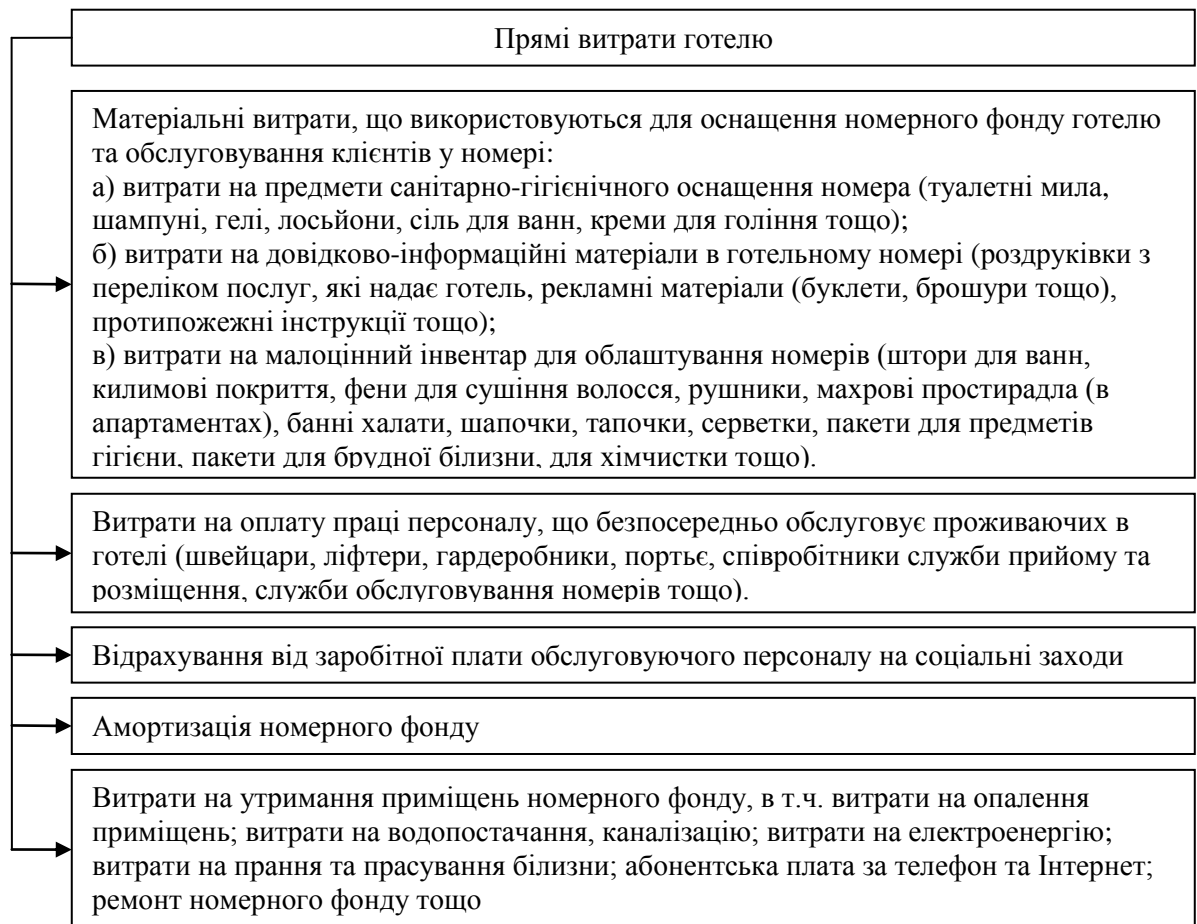 Прямі витрати готелю
Матеріальні витрати, що використовуються для оснащення номерного фонду готелю
та обслуговування клієнтів у номері:
а) витрати на предмети санітарно-гігієнічного оснащення номера (туалетні мила,
шампуні, гелі, лосьйони, сіль для ванн, креми для гоління тощо);
б) витрати на довідково-інформаційні матеріали в готельному номері (роздруківки з
переліком послуг, які надає готель, рекламні матеріали (буклети, брошури тощо),
протипожежні інструкції тощо);
в) витрати на малоцінний інвентар для облаштування номерів (штори для ванн,
килимові покриття, фени для сушіння волосся, рушники, махрові простирадла (в
апартаментах), банні халати, шапочки, тапочки, серветки, пакети для предметів
гігієни, пакети для брудної білизни, для хімчистки тощо).
Витрати на оплату праці персоналу, що безпосередньо обслуговує проживаючих в
готелі (швейцари, ліфтери, гардеробники, портьє, співробітники служби прийому та
розміщення, служби обслуговування номерів тощо).
Відрахування від заробітної плати обслуговуючого персоналу на соціальні заходи
Амортизація номерного фонду
Витрати на утримання приміщень номерного фонду, в т.ч. витрати на опалення
приміщень; витрати на водопостачання, каналізацію; витрати на електроенергію;
витрати на прання та прасування білизни; абонентська плата за телефон та Інтернет;
ремонт номерного фонду тощо